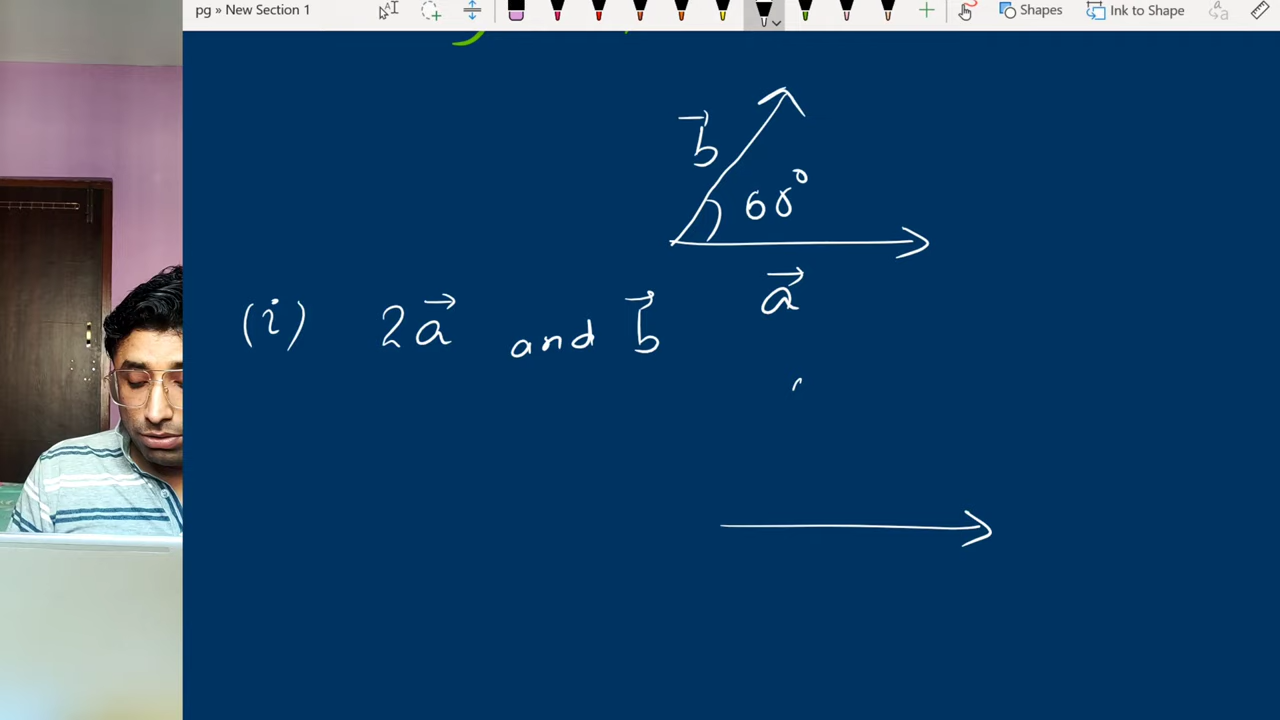 pg » New Section 1 Shapes Ink to Shape
b⃗
60°
a⃗
(i) 2a⃗ and b⃗